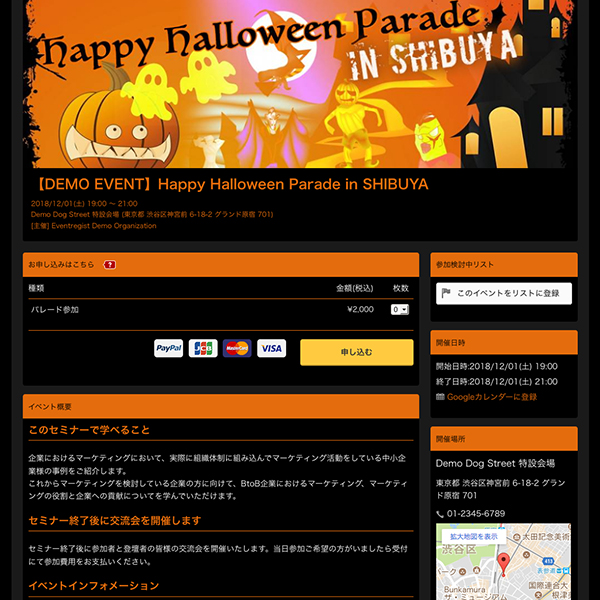 Happy Halloween Parade
IN SHIBUYA
【DEMO EVENT】Happy Halloween Parade in SHIBUYA
2018/12/01(土) 19:00 ～ 21:00
Demo Dog Street 特設会場 (東京都 渋谷区神宮前 6-18-2 グランド原宿 701)
[主催] Eventregist Demo Organization
お申し込みはこちら ?
種類 金額(税込) 枚数
パレード参加 ¥2,000 0
PayPal JCB MasterCard VISA 申し込む
イベント概要
このセミナーで学べること
企業におけるマーケティングにおいて、実際に組織体制に組み込んでマーケティング活動をしている中小企
業様の事例をご紹介します。
これからマーケティングを検討している企業の方に向けて、BtoB企業におけるマーケティング、マーケティ
ングの役割と企業への貢献についてを学んでいただけます。
セミナー終了後に交流会を開催します
セミナー終了後に参加者と登壇者の皆様の交流会を開催いたします。当日参加ご希望の方がいましたら受付
にて参加費用をお支払いください。
イベントインフォメーション
参加検討中リスト
このイベントをリストに登録
開催日時
開始日時:2018/12/01(土) 19:00
終了日時:2018/12/01(土) 21:00
Googleカレンダーに登録
開催場所
Demo Dog Street 特設会場
東京都 渋谷区神宮前 6-18-2 グラン
ド原宿 701
01-2345-6789
拡大地図を表示
太田記念美
渋谷区
表参道
Bunkamura
ザ・ミュージアム
国際連合大
根津